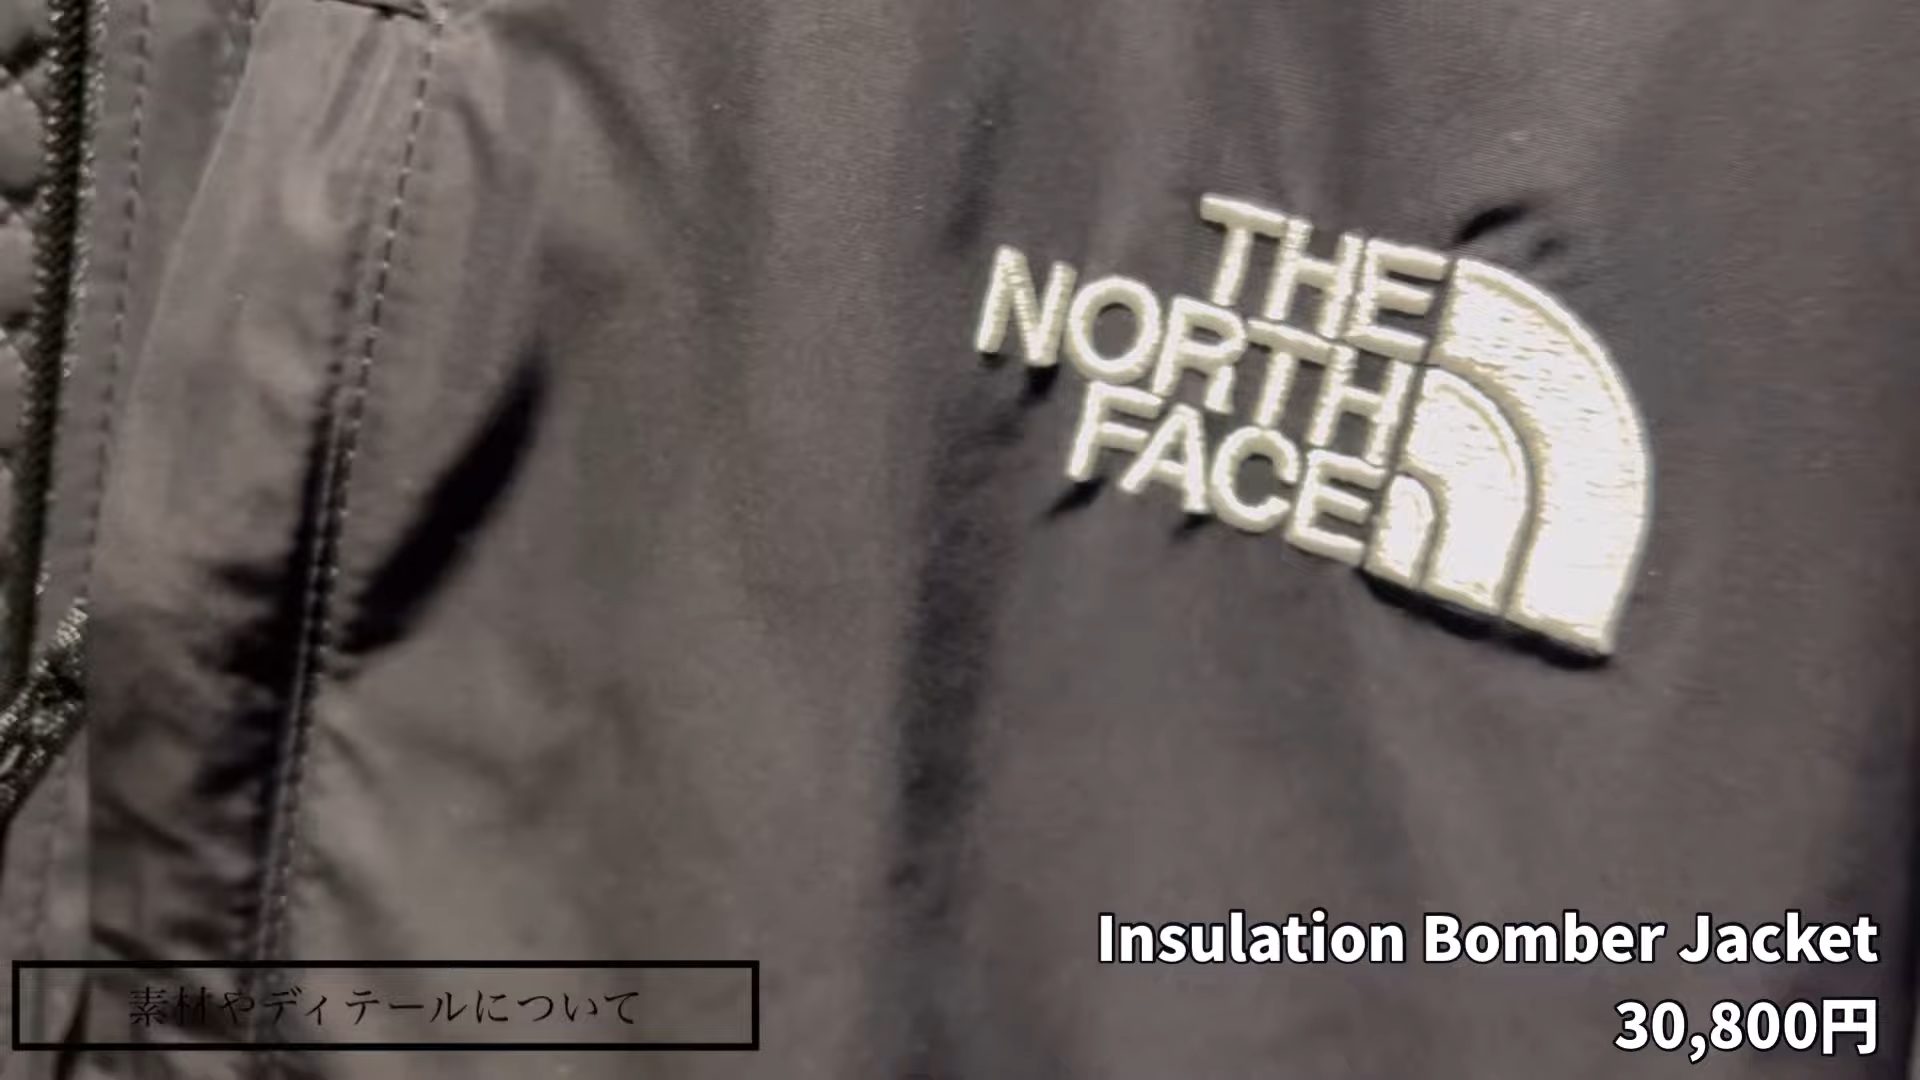 THE
NORTH
FACE
Insulation Bomber Jacket
素材やディテールについて
30,800円